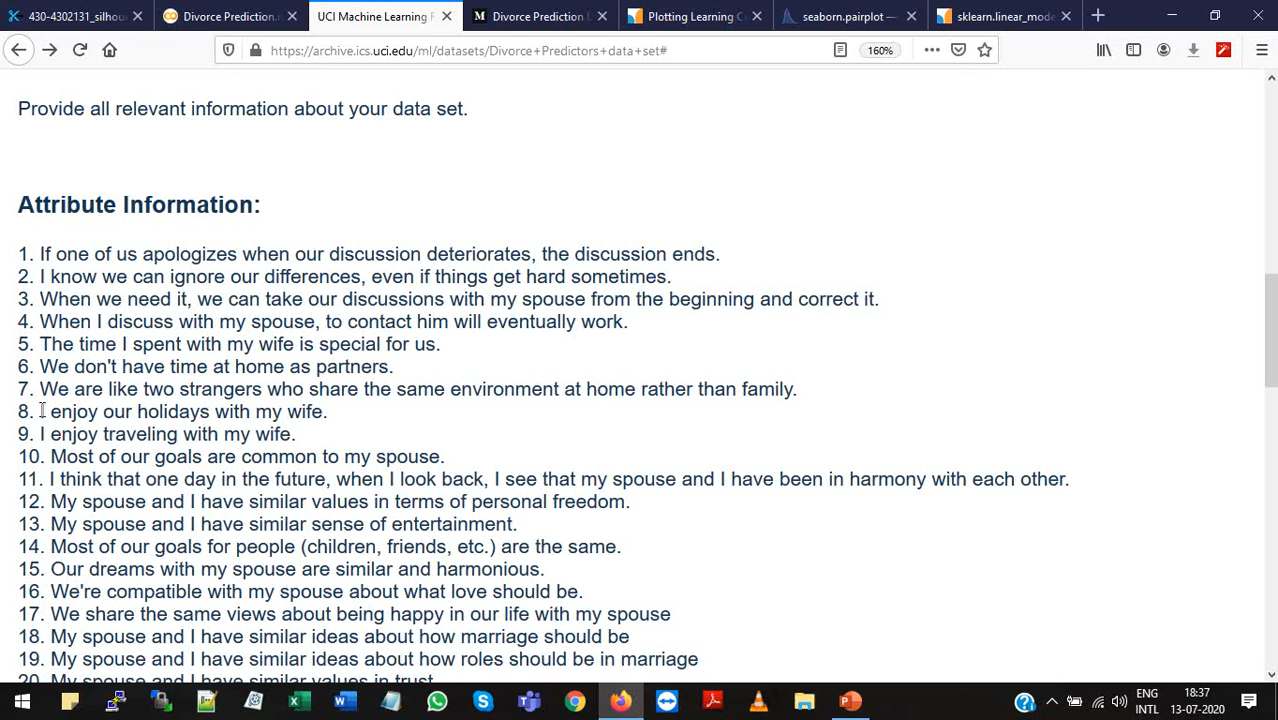 430-4302131_silhou
Divorce Prediction.
UCI Machine Learning
Divorce Prediction
Plotting Learning C
seaborn.pairplot —
sklearn.linear_mode
https://archive.ics.uci.edu/ml/datasets/Divorce+Predictors+data+set#
160%
Provide all relevant information about your data set.
Attribute Information:
1. If one of us apologizes when our discussion deteriorates, the discussion ends.
2. I know we can ignore our differences, even if things get hard sometimes.
3. When we need it, we can take our discussions with my spouse from the beginning and correct it.
4. When I discuss with my spouse, to contact him will eventually work.
5. The time I spent with my wife is special for us.
6. We don't have time at home as partners.
7. We are like two strangers who share the same environment at home rather than family.
8. I enjoy our holidays with my wife.
9. I enjoy traveling with my wife.
10. Most of our goals are common to my spouse.
11. I think that one day in the future, when I look back, I see that my spouse and I have been in harmony with each other.
12. My spouse and I have similar values in terms of personal freedom.
13. My spouse and I have similar sense of entertainment.
14. Most of our goals for people (children, friends, etc.) are the same.
15. Our dreams with my spouse are similar and harmonious.
16. We're compatible with my spouse about what love should be.
17. We share the same views about being happy in our life with my spouse
18. My spouse and I have similar ideas about how marriage should be
19. My spouse and I have similar ideas about how roles should be in marriage
20. My spouse and I have similar values in trust
ENG
INTL
18:37
13-07-2020